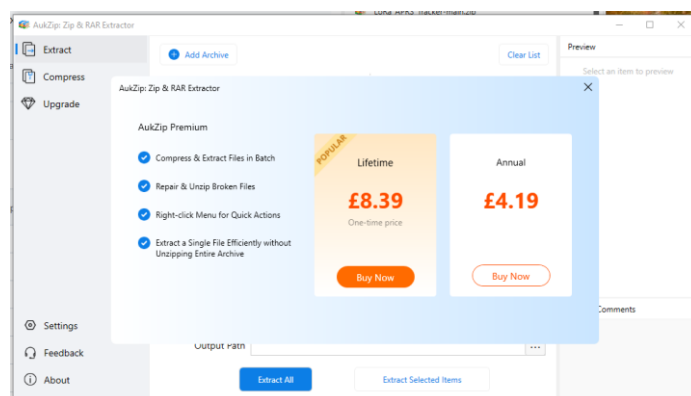 LoRa APRS Tracker-main.zip
AukZip: Zip & RAR Extractor
Extract
Compress
Upgrade
Add Archive
Clear List
Preview
Select an item to preview
AukZip: Zip & RAR Extractor
AukZip Premium
Compress & Extract Files in Batch
Repair & Unzip Broken Files
Right-click Menu for Quick Actions
Extract a Single File Efficiently without
Unzipping Entire Archive
POPULAR
Lifetime
£8.39
One-time price
Buy Now
Annual
£4.19
Buy Now
Comments
Settings
Feedback
About
Output Path
...
Extract All
Extract Selected Items